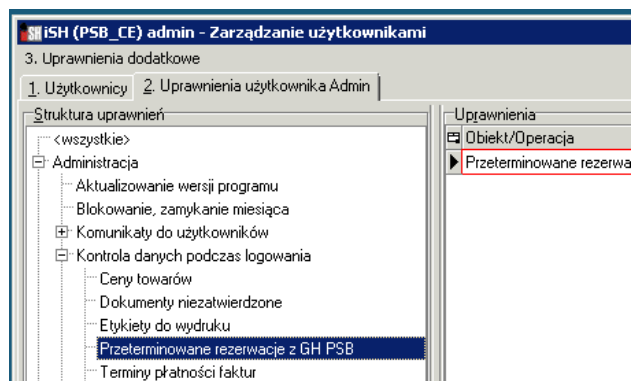 iSH (PSB_CE) admin - Zarządzanie użytkownikami
3. Uprawnienia dodatkowe
1. Użytkownicy 2. Uprawnienia użytkownika Admin
Struktura uprawnień
Uprawnienia
<wszystkie>
Obiekt/Operacja
Administracja
Przeterminowane rezerwa
Aktualizowanie wersji programu
Blokowanie, zamykanie miesiąca
Komunikaty do użytkowników
Kontrola danych podczas logowania
Ceny towarów
Dokumenty niezatwierdzone
Etykiety do wydruku
Przeterminowane rezerwacje z GH PSB
Terminy płatności faktur